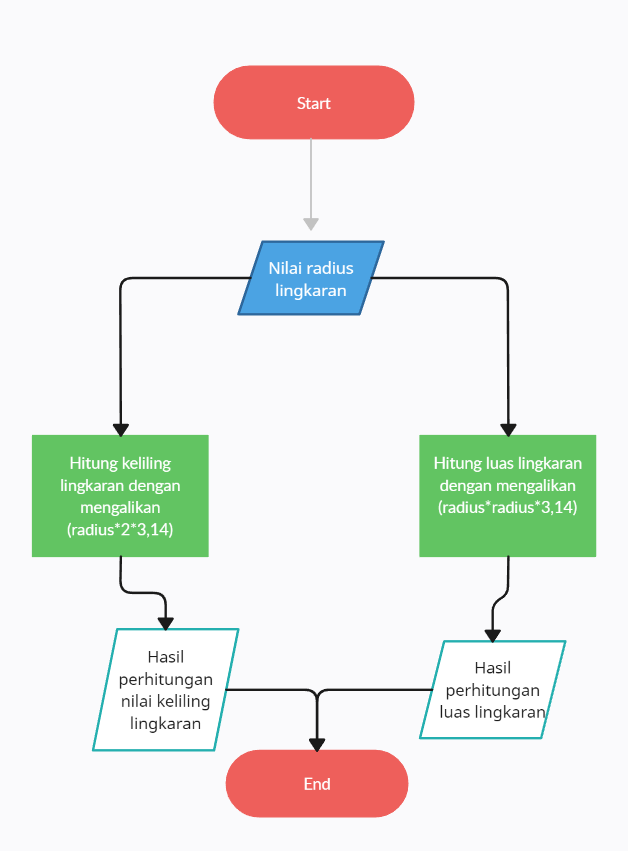 Start
Nilai radius
lingkaran
Hitung keliling
lingkaran dengan
mengalikan
(radius*2*3,14)
Hitung luas lingkaran
dengan mengalikan
(radius*radius*3,14)
Hasil
perhitungan
nilai keliling
lingkaran
Hasil
perhitungan
luas lingkaran
End